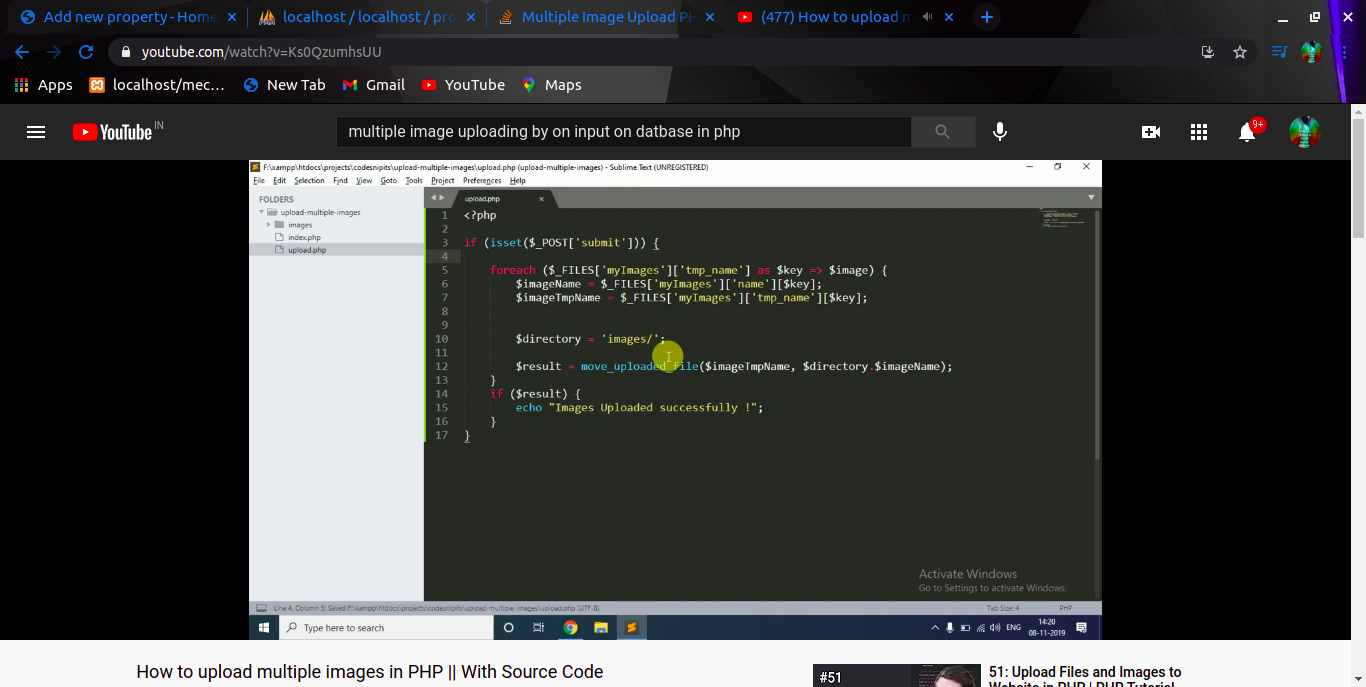 Add new property - Home
localhost / localhost / pro
Multiple Image Upload PH
(477) How to upload m
youtube.com/watch?v=Ks0QzumhsUU
Apps
localhost/mec...
New Tab
Gmail
YouTube
Maps
YouTube IN
multiple image uploading by on input on datbase in php
9+
F:\xampp\htdocs\projects\codesnipits\upload-multiple-images\upload.php (upload-multiple-images) - Sublime Text (UNREGISTERED)
File Edit Selection Find View Goto Tools Project Preferences Help
FOLDERS
upload-multiple-images
images
index.php
upload.php
upload.php
1 <?php
2
3 if (isset($_POST['submit'])) {
4
5 foreach ($_FILES['myImages']['tmp_name'] as $key => $image) {
6 $imageName = $_FILES['myImages']['name'][$key];
7 $imageTmpName = $_FILES['myImages']['tmp_name'][$key];
8
9
10 $directory = 'images/';
11
12 $result = move_uploaded_file($imageTmpName, $directory.$imageName);
13 }
14 if ($result) {
15 echo "Images Uploaded successfully !";
16 }
17 }
Activate Windows
Go to Settings to activate Windows.
Line 4, Column 5; Saved F:\xampp\htdocs\projects\codesnipits\upload-multiple-images\upload.php (UTF-8)
Tab Size: 4
PHP
Type here to search
ENG
14:20
08-11-2019
How to upload multiple images in PHP || With Source Code
#51
51: Upload Files and Images to
Website in PHP | PHP Tutorial